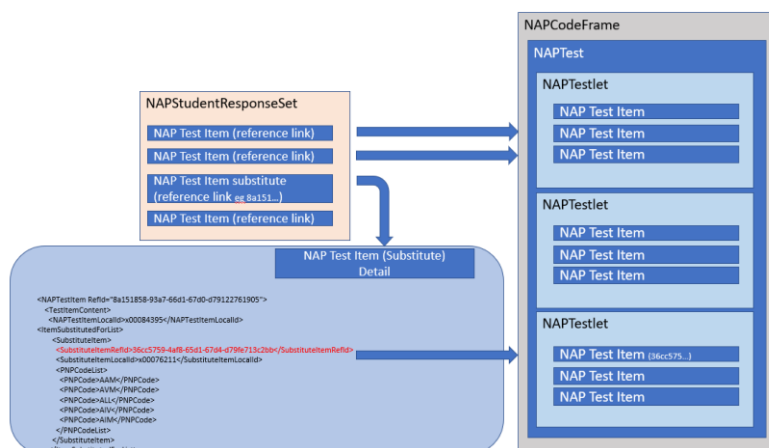 NAPCodeFrame
NAPTest
NAPTestlet
NAP Test Item
NAP Test Item
NAP Test Item
NAPTestlet
NAP Test Item
NAP Test Item
NAP Test Item
NAPTestlet
NAP Test Item (36cc575...)
NAP Test Item
NAP Test Item
NAPStudentResponseSet
NAP Test Item (reference link)
NAP Test Item (reference link)
NAP Test Item substitute
(reference link eg 8a151...)
NAP Test Item (reference link)
NAP Test Item (Substitute)
Detail
<NAPTestItem RefId="8a151858-93a7-66d1-67d0-d79122761905">
<TestItemContent>
<NAPTestItemLocalId>x00084395</NAPTestItemLocalId>
<ItemSubstitutedForList>
<SubstituteItem>
<SubstituteItemRefId>36cc5759-4af8-65d1-67d4-d79fe713c2bb</SubstituteItemRefId>
<SubstituteItemLocalId>x00076211</SubstituteItemLocalId>
<PNPCodeList>
<PNPCode>AAM</PNPCode>
<PNPCode>AVM</PNPCode>
<PNPCode>ALL</PNPCode>
<PNPCode>AIV</PNPCode>
<PNPCode>AIM</PNPCode>
</PNPCodeList>
</SubstituteItem>